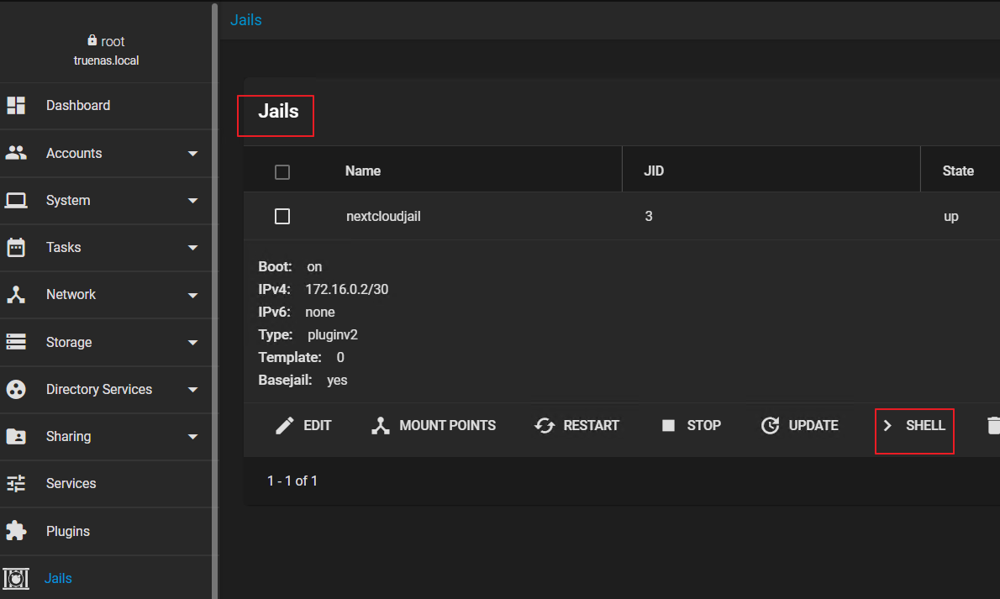 root
truenas.local
Dashboard
Accounts
System
Tasks
Network
Storage
Directory Services
Sharing
Services
Plugins
Jails
Jails
Jails
Name JID State
nextcloudjail 3 up
Boot: on
IPv4: 172.16.0.2/30
IPv6: none
Type: pluginv2
Template: 0
Basejail: yes
EDIT MOUNT POINTS RESTART STOP UPDATE SHELL
1 - 1 of 1